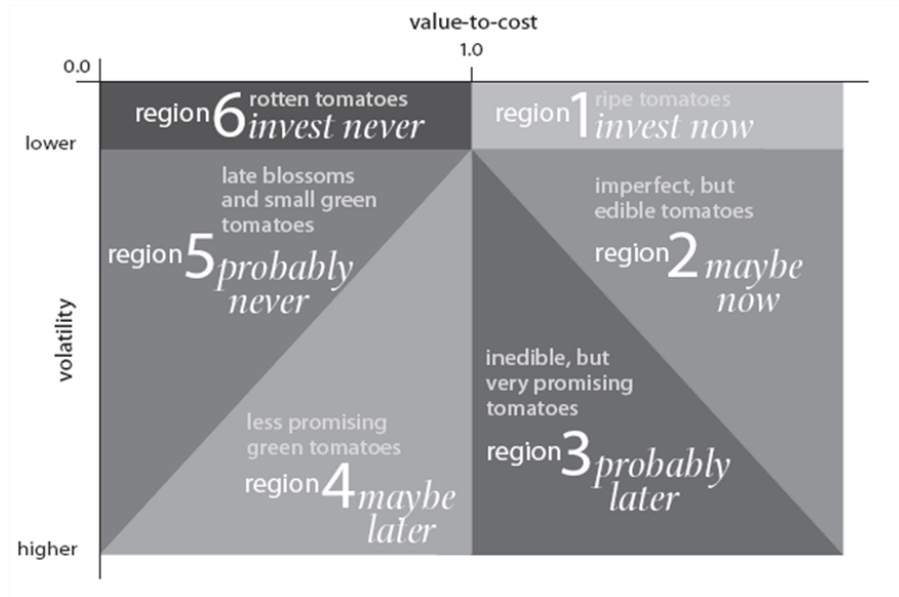 value-to-cost
1.0
0.0
region 6 rotten tomatoes
invest never
region 1 ripe tomatoes
invest now
lower
late blossoms
and small green
tomatoes
region 5 probably
never
imperfect, but
edible tomatoes
region 2 maybe
now
volatility
inedible, but
very promising
tomatoes
region 3 probably
later
less promising
green tomatoes
region 4 maybe
later
higher